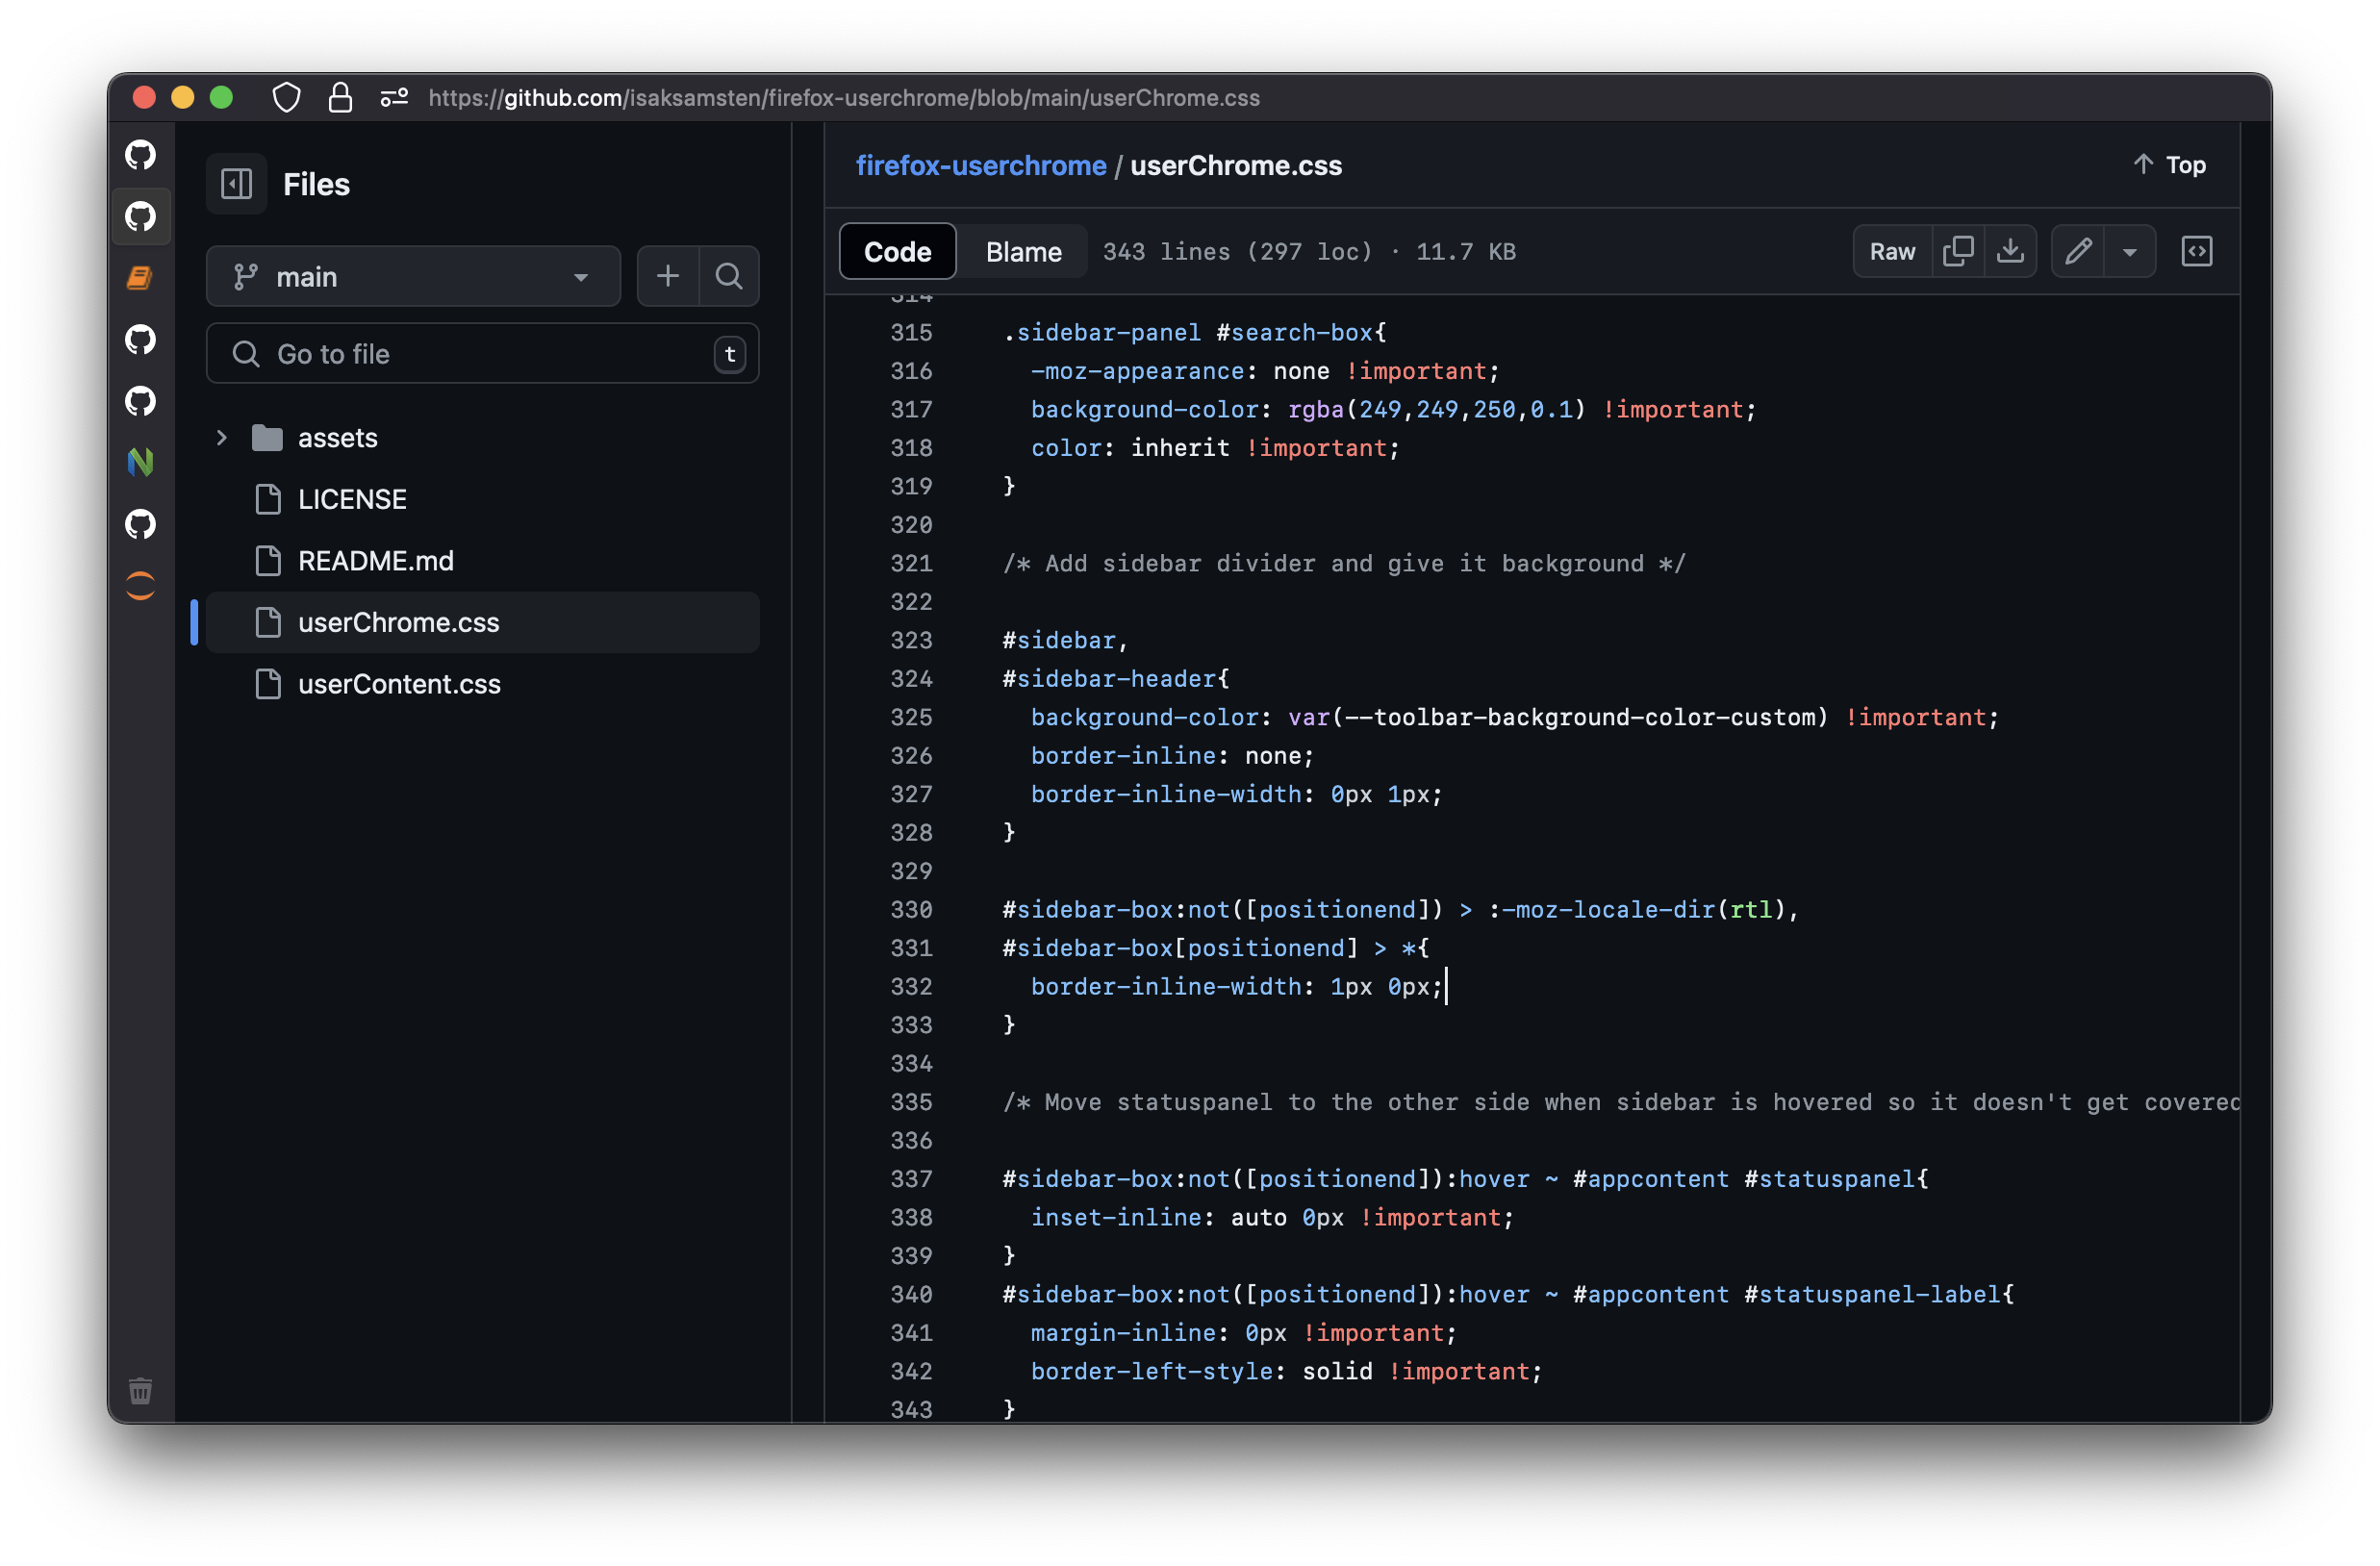 https://github.com/isaksamsten/firefox-userchrome/blob/main/userChrome.css
Files
main
Go to file
t
assets
LICENSE
README.md
userChrome.css
userContent.css
firefox-userchrome / userChrome.css
Top
Code
Blame
343 lines (297 loc) · 11.7 KB
Raw
314
315 .sidebar-panel #search-box{
316   -moz-appearance: none !important;
317   background-color: rgba(249,249,250,0.1) !important;
318   color: inherit !important;
319 }
320
321 /* Add sidebar divider and give it background */
322
323 #sidebar,
324 #sidebar-header{
325   background-color: var(--toolbar-background-color-custom) !important;
326   border-inline: none;
327   border-inline-width: 0px 1px;
328 }
329
330 #sidebar-box:not([positionend]) > :-moz-locale-dir(rtl),
331 #sidebar-box[positionend] > *{
332   border-inline-width: 1px 0px;
333 }
334
335 /* Move statuspanel to the other side when sidebar is hovered so it doesn't get covered
336
337 #sidebar-box:not([positionend]):hover ~ #appcontent #statuspanel{
338   inset-inline: auto 0px !important;
339 }
340 #sidebar-box:not([positionend]):hover ~ #appcontent #statuspanel-label{
341   margin-inline: 0px !important;
342   border-left-style: solid !important;
343 }